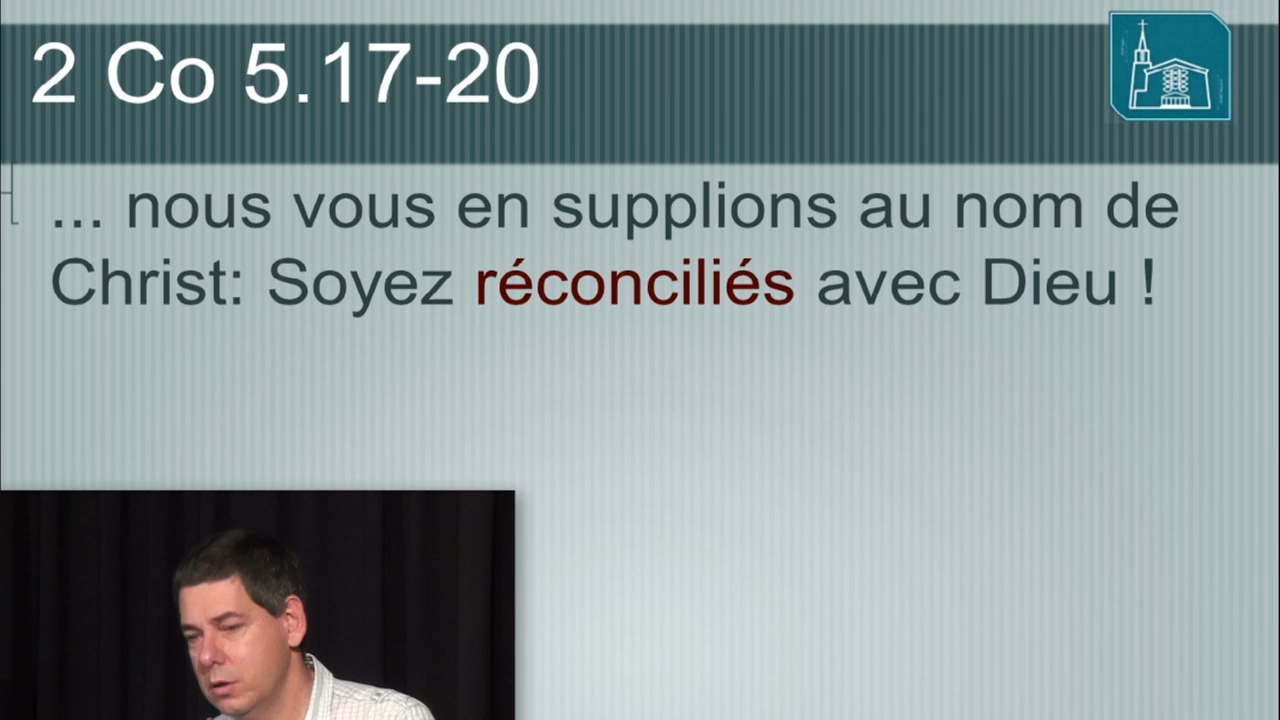 2 Co 5.17-20
... nous vous en supplions au nom de
Christ: Soyez réconciliés avec Dieu !